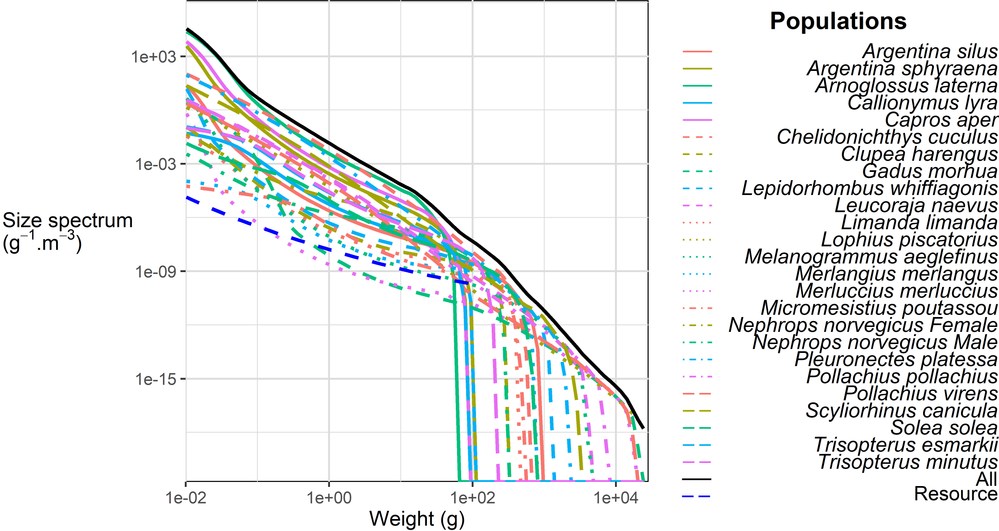 Populations
Argentina silus
Argentina sphyraena
Arnoglossus laterna
Callionymus lyra
Capros aper
Chelidonichthys cuculus
Clupea harengus
Gadus morhua
Lepidorhombus whiffiagonis
Leucoraja naevus
Limanda limanda
Lophius piscatorius
Melanogrammus aeglefinus
Merlangius merlangus
Merluccius merluccius
Micromesistius poutassou
Nephrops norvegicus Female
Nephrops norvegicus Male
Pleuronectes platessa
Pollachius pollachius
Pollachius virens
Scyliorhinus canicula
Solea solea
Trisopterus esmarkii
Trisopterus minutus
All
Resource
Size spectrum
(g⁻¹.m⁻³)
1e+03
1e-03
1e-09
1e-15
1e-02 1e+00 1e+02 1e+04
Weight (g)